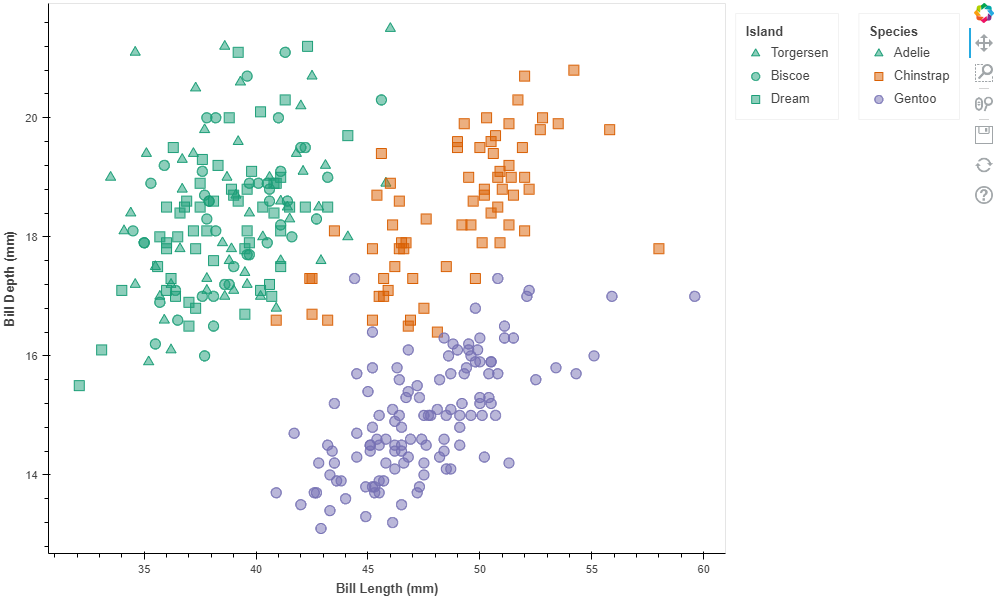 20
18
16
14
Bill Depth (mm)
35 40 45 50 55 60
Bill Length (mm)
Island
Torgersen
Biscoe
Dream
Species
Adelie
Chinstrap
Gentoo
?